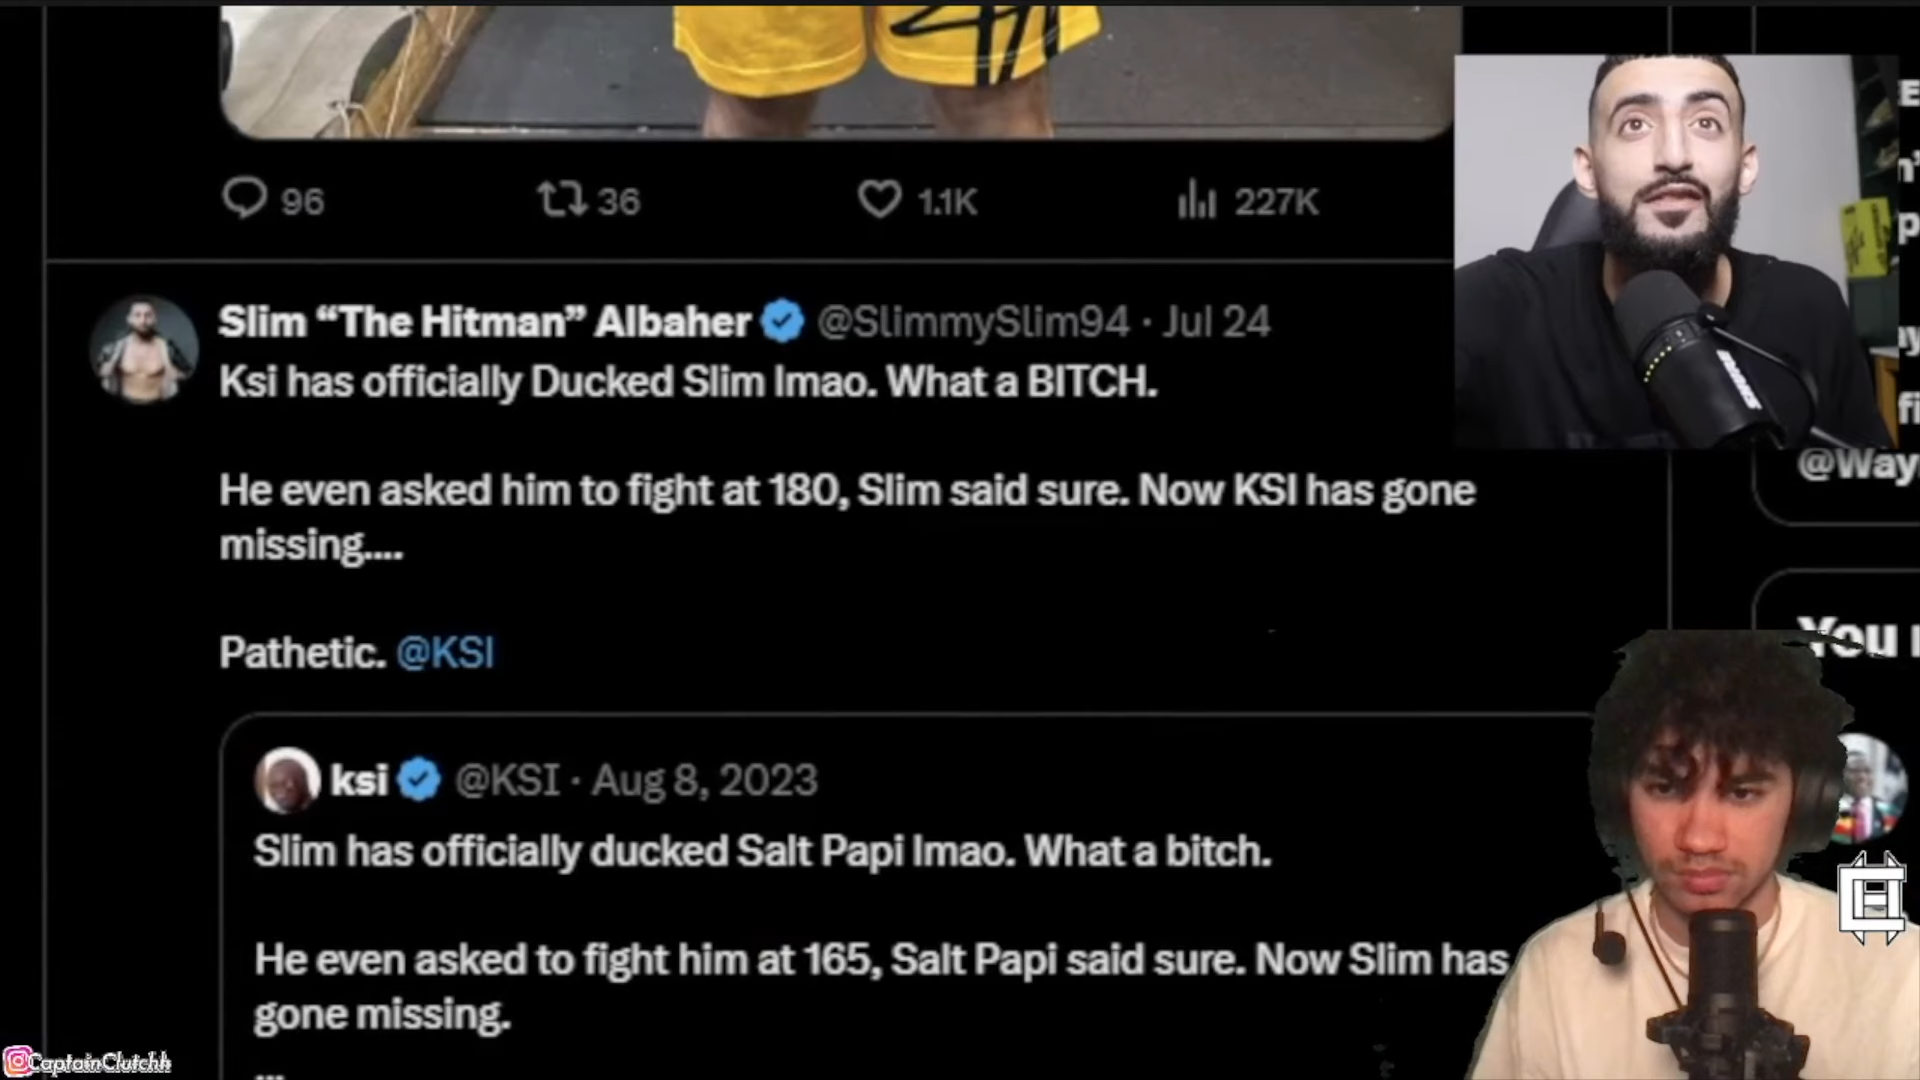 96 36 1.1K 227K
Slim “The Hitman” Albaher @SlimmySlim94 · Jul 24
Ksi has officially Ducked Slim lmao. What a BITCH.
He even asked him to fight at 180, Slim said sure. Now KSI has gone
missing....
@Way
Pathetic. @KSI
You
ksi @KSI · Aug 8, 2023
Slim has officially ducked Salt Papi lmao. What a bitch.
He even asked to fight him at 165, Salt Papi said sure. Now Slim has
gone missing.
...
CaptainClutchh